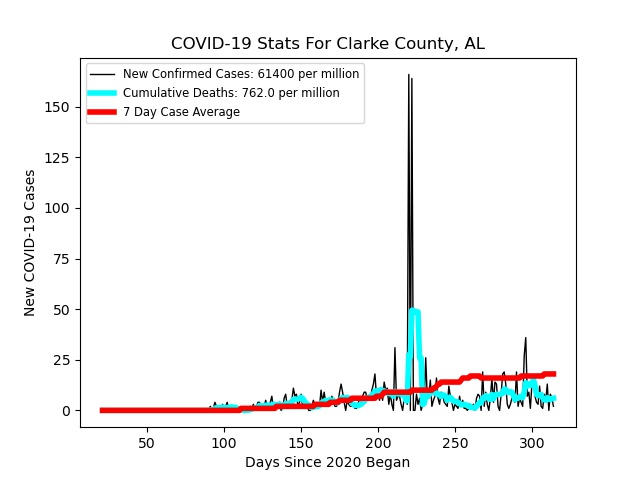 COVID-19 Stats For Clarke County, AL
New Confirmed Cases: 61400 per million
Cumulative Deaths: 762.0 per million
7 Day Case Average
New COVID-19 Cases
150
125
100
75
50
25
0
50 100 150 200 250 300
Days Since 2020 Began